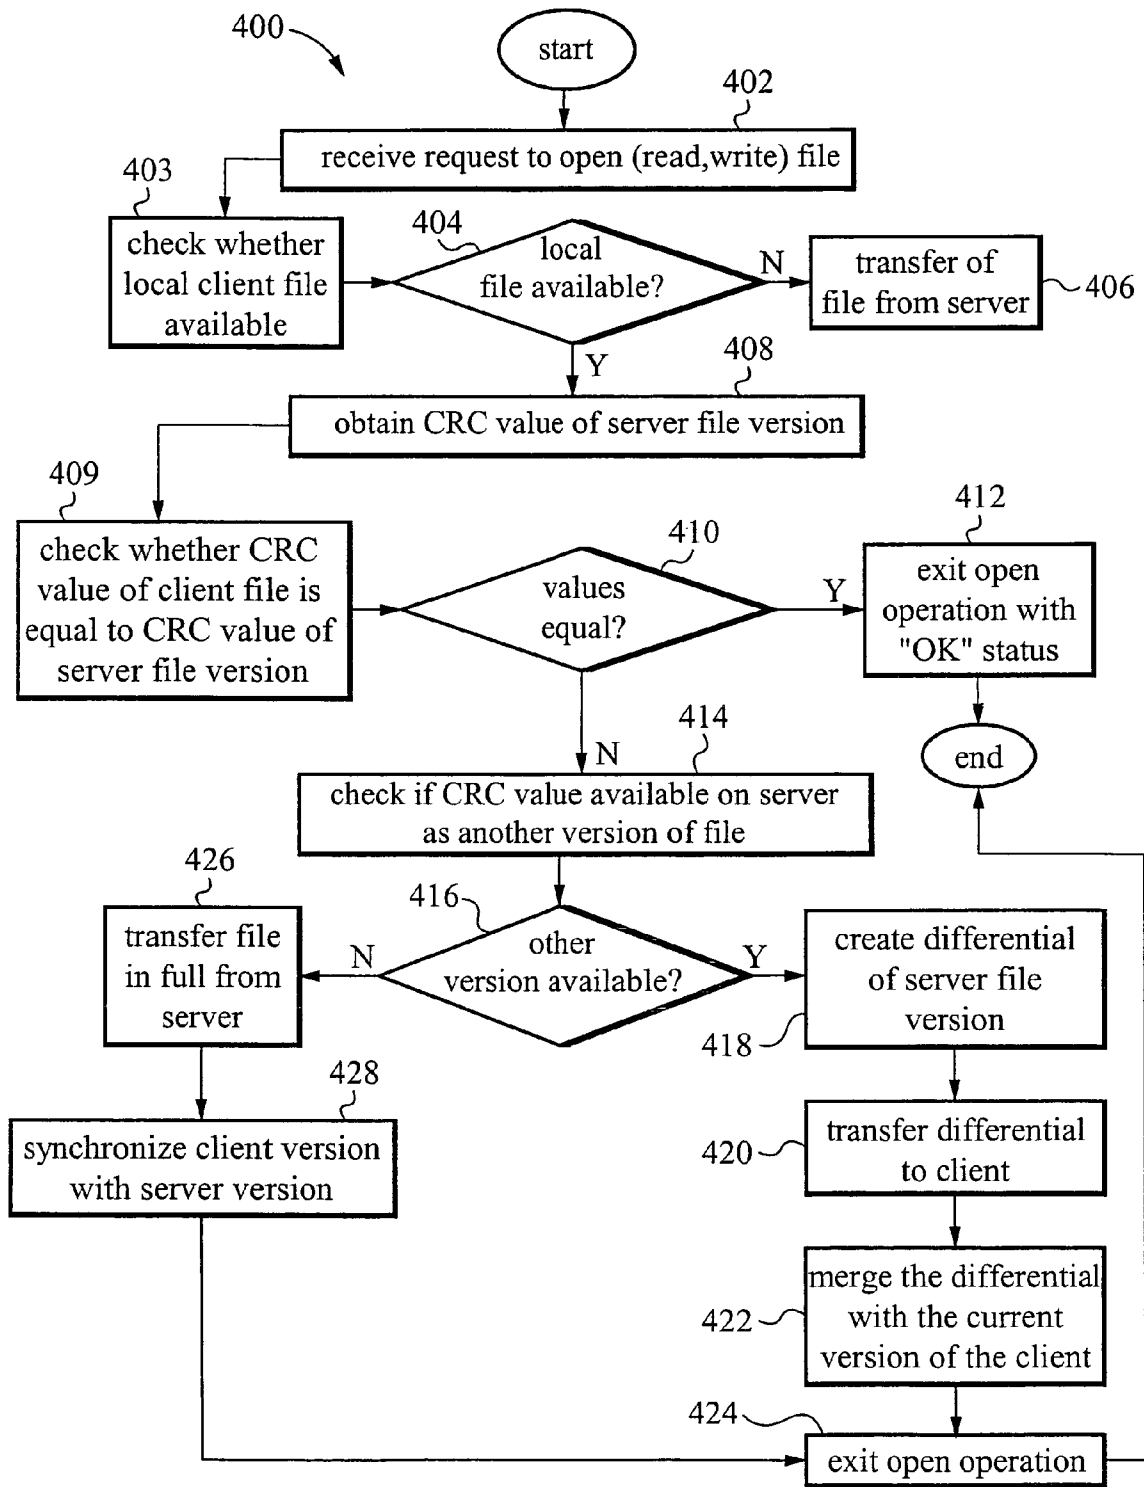 400
start
402
receive request to open (read,write) file
403
check whether
local client file
available
404
local
file available?
N
transfer of
file from server
406
Y
408
obtain CRC value of server file version
409
check whether CRC
value of client file is
equal to CRC value of
server file version
410
values
equal?
Y
412
exit open
operation with
"OK" status
end
N
414
check if CRC value available on server
as another version of file
416
other
version available?
N
426
transfer file
in full from
server
428
synchronize client version
with server version
Y
create differential
of server file
version
418
transfer differential
to client
420
merge the differential
with the current
version of the client
422
424
exit open operation